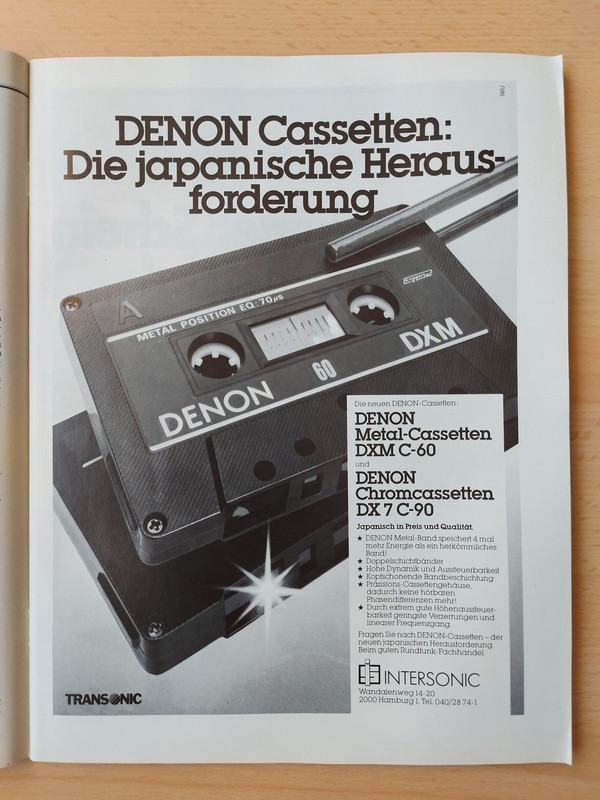 DENON Cassetten:
Die japanische Heraus-
forderung
A
METAL POSITION EQ: 70µs
DENON 60 DXM
Die neuen DENON-Cassetten:
DENON
Metal-Cassetten
DXM C-60
und
DENON
Chromcassetten
DX 7 C-90
Japanisch in Preis und Qualität.
★ DENON Metal-Band speichert 4 mal
mehr Energie als ein herkömmliches
Band!
★ Doppelschichtbänder
★ Hohe Dynamik und Aussteuerbarkeit
★ Kopfschonende Bandbeschichtung
★ Präzisions-Cassettengehäuse,
dadurch keine hörbaren
Phasendifferenzen mehr!
★ Durch extrem gute Höhenaussteuer-
barkeit geringste Verzerrungen und
linearer Frequenzgang.
Fragen Sie nach DENON-Cassetten – der
neuen japanischen Herausforderung.
Beim guten Rundfunk-Fachhandel.
INTERSONIC
Wandalenweg 14-20
2000 Hamburg 1. Tel. 040/28 74-1
TRANSONIC